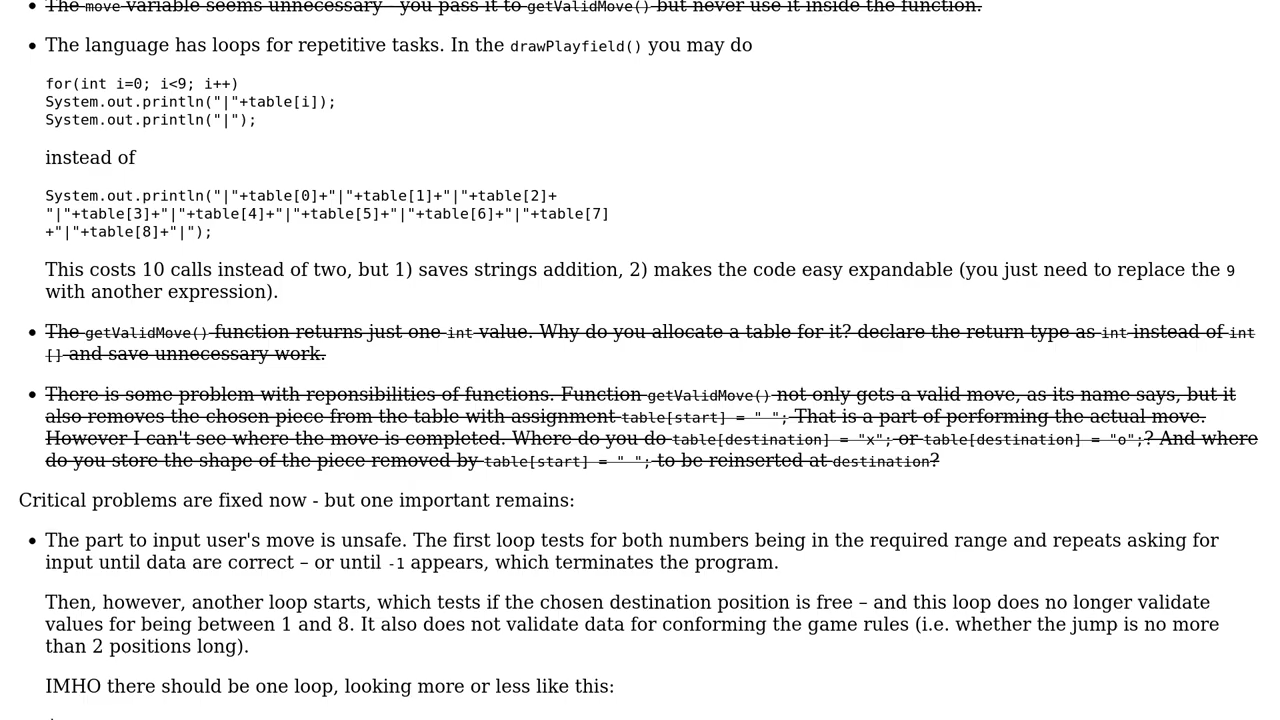 The move variable seems unnecessary - you pass it to getValidMove() but never use it inside the function.
The language has loops for repetitive tasks. In the drawPlayfield() you may do
for(int i=0; i<9; i++)
System.out.println("|"+table[i]);
System.out.println("|");
instead of
System.out.println("|"+table[0]+"|"+table[1]+"|"+table[2]+
"|"+table[3]+"|"+table[4]+"|"+table[5]+"|"+table[6]+"|"+table[7]
+"|"+table[8]+"|");
This costs 10 calls instead of two, but 1) saves strings addition, 2) makes the code easy expandable (you just need to replace the 9
with another expression).
The getValidMove() function returns just one int value. Why do you allocate a table for it? declare the return type as int instead of int
[] and save unnecessary work.
There is some problem with reponsibilities of functions. Function getValidMove() not only gets a valid move, as its name says, but it
also removes the chosen piece from the table with assignment table[start] = " "; That is a part of performing the actual move.
However I can't see where the move is completed. Where do you do table[destination] = "x"; or table[destination] = "o";? And where
do you store the shape of the piece removed by table[start] = " "; to be reinserted at destination?
Critical problems are fixed now - but one important remains:
The part to input user's move is unsafe. The first loop tests for both numbers being in the required range and repeats asking for
input until data are correct – or until -1 appears, which terminates the program.
Then, however, another loop starts, which tests if the chosen destination position is free – and this loop does no longer validate
values for being between 1 and 8. It also does not validate data for conforming the game rules (i.e. whether the jump is no more
than 2 positions long).
IMHO there should be one loop, looking more or less like this: